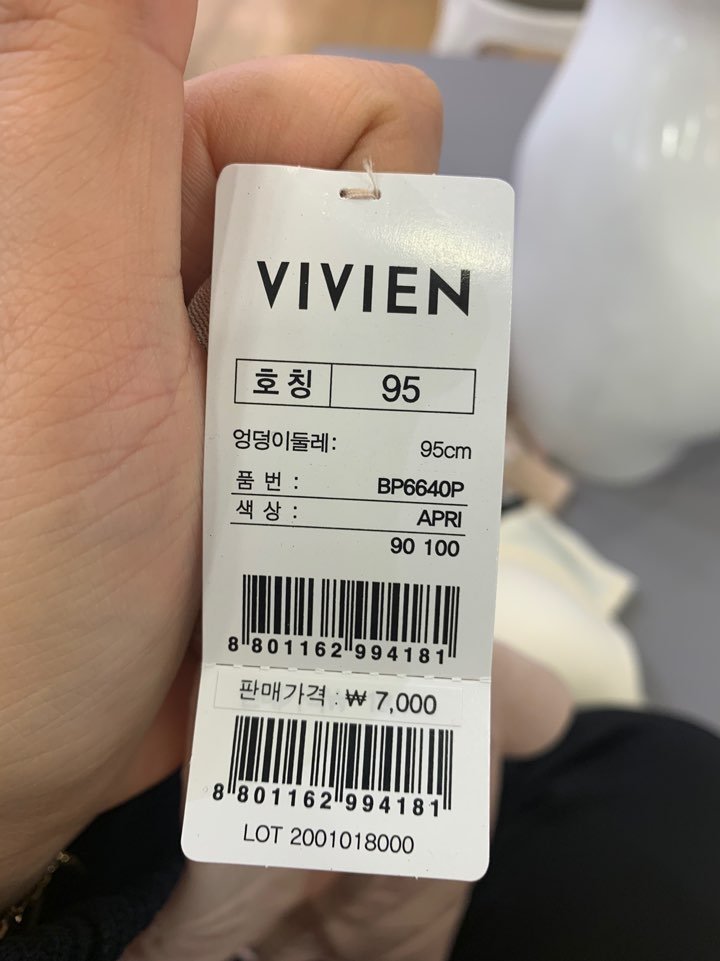 VIVIEN
호칭 95
엉덩이둘레: 95cm
품 번 : BP6640P
색 상 : APRI
90 100
8 801162 994181
판매가격 : ₩ 7,000
8 801162 994181
LOT 2001018000